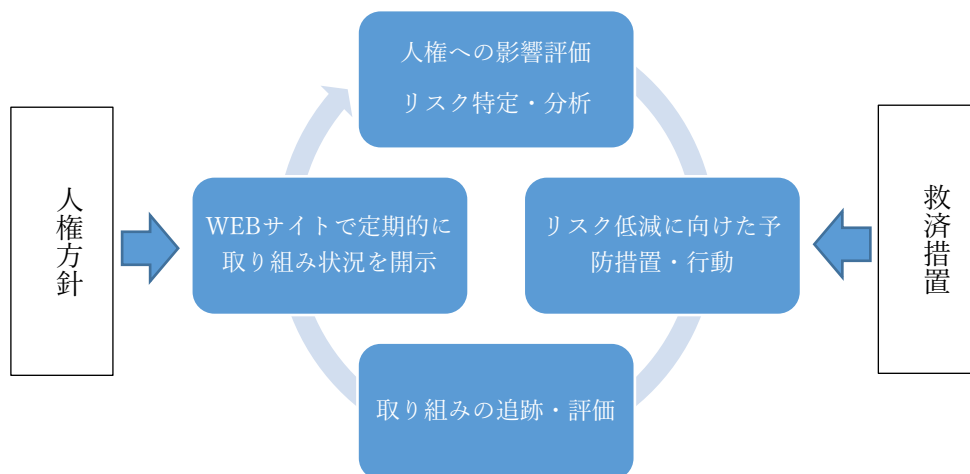 人権への影響評価
リスク特定・分析
人権方針
WEBサイトで定期的に
取り組み状況を開示
リスク低減に向けた予
防措置・行動
救済措置
取り組みの追跡・評価